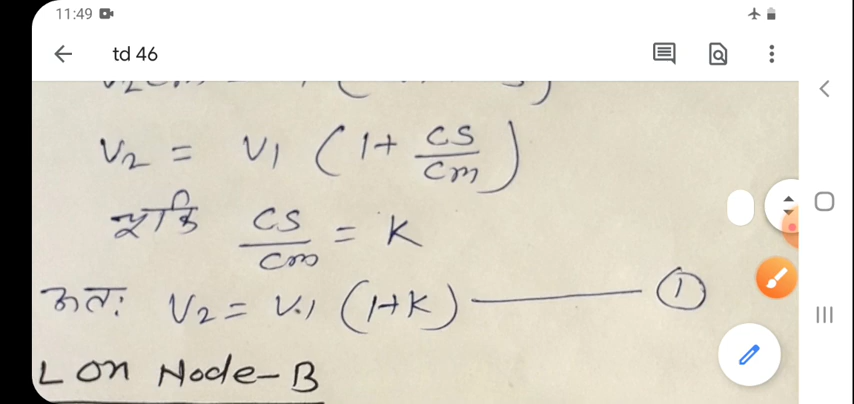 11:49
td 46
V2 = V1 ( 1 + CS/Cm )
चूंकि CS/Cm = K
अतः V2 = V1 ( 1 + K ) ——— ①
L on Node-B